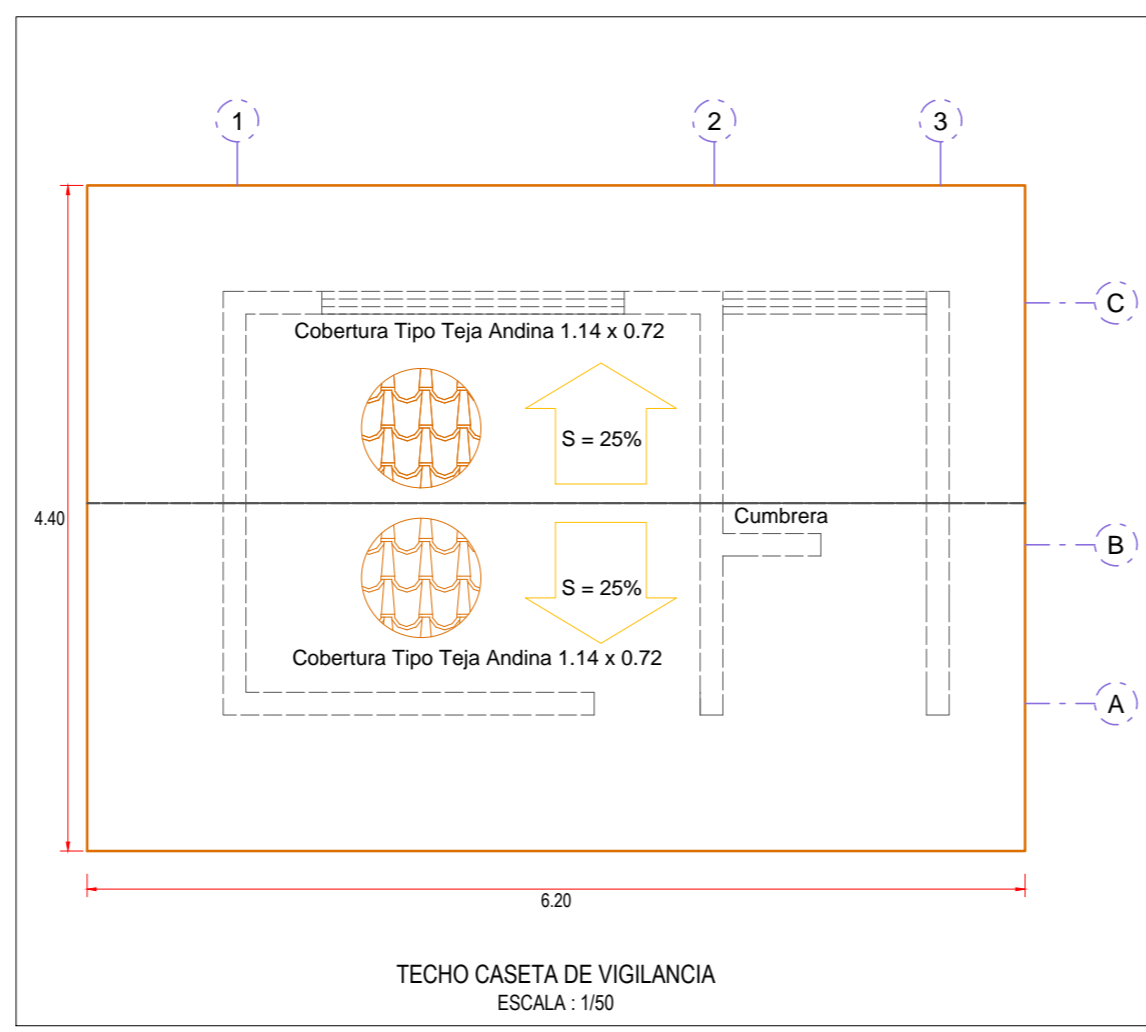 1
2
3
C
Cobertura Tipo Teja Andina 1.14 x 0.72
S = 25%
4.40
Cumbrera
B
S = 25%
Cobertura Tipo Teja Andina 1.14 x 0.72
A
6.20
TECHO CASETA DE VIGILANCIA
ESCALA : 1/50